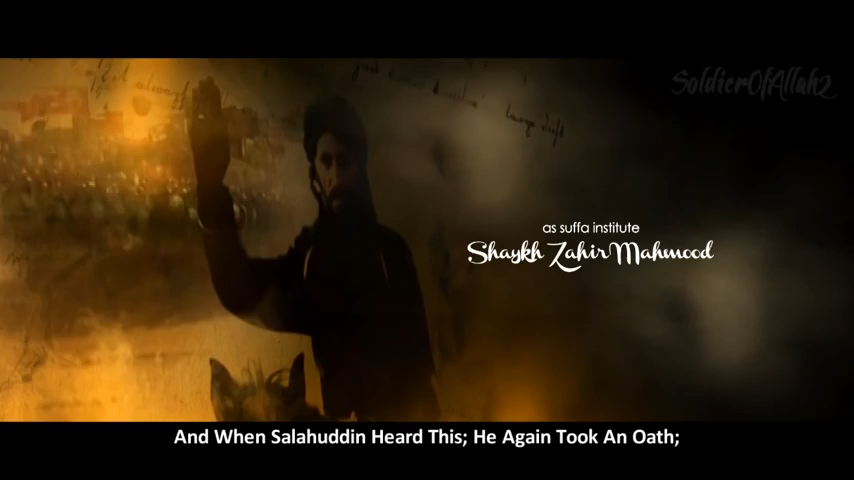 SoldierOfAllah2
as suffa institute
Shaykh Zahir Mahmood
And When Salahuddin Heard This; He Again Took An Oath;